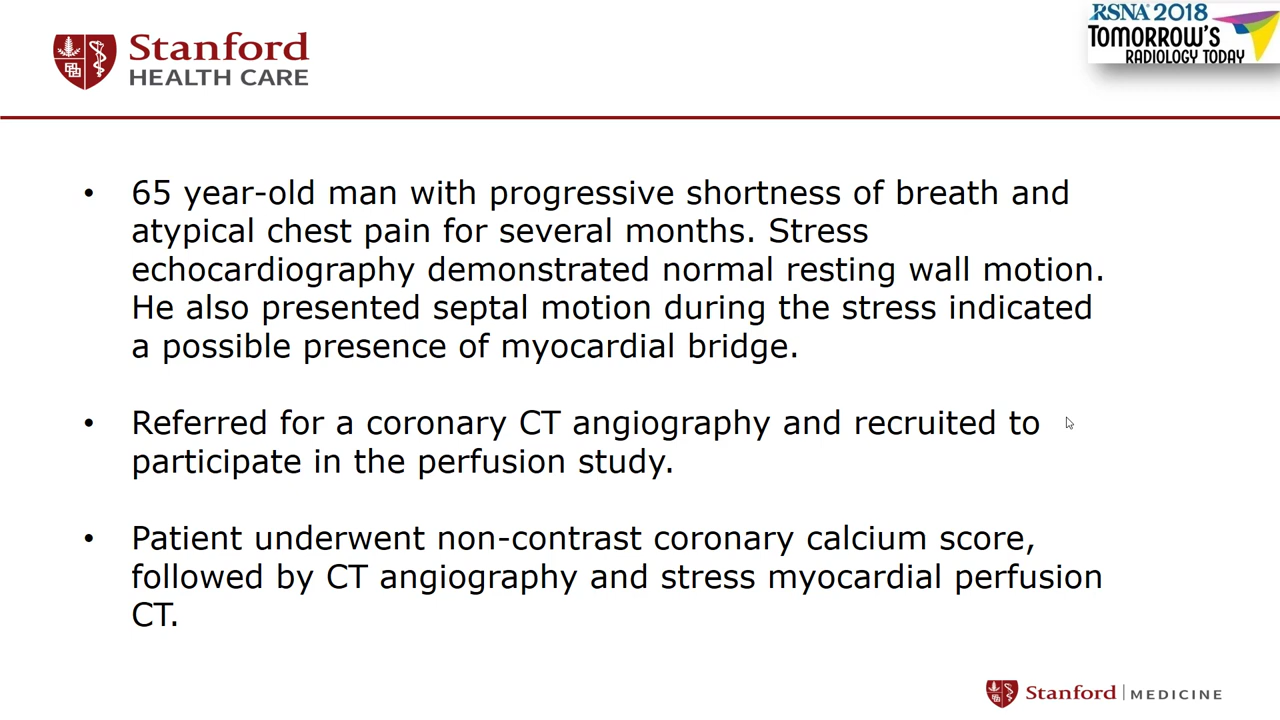 Stanford
HEALTH CARE
RSNA 2018
TOMORROW'S
RADIOLOGY TODAY
• 65 year-old man with progressive shortness of breath and
atypical chest pain for several months. Stress
echocardiography demonstrated normal resting wall motion.
He also presented septal motion during the stress indicated
a possible presence of myocardial bridge.
• Referred for a coronary CT angiography and recruited to
participate in the perfusion study.
• Patient underwent non-contrast coronary calcium score,
followed by CT angiography and stress myocardial perfusion
CT.
Stanford | MEDICINE